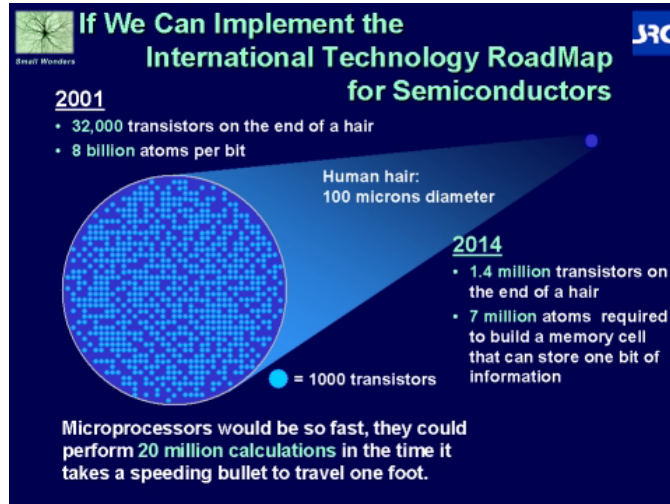 If We Can Implement the
International Technology RoadMap
for Semiconductors
Small Wonders
SRC
2001
• 32,000 transistors on the end of a hair
• 8 billion atoms per bit
Human hair:
100 microns diameter
2014
• 1.4 million transistors on
the end of a hair
• 7 million atoms required
to build a memory cell
that can store one bit of
information
= 1000 transistors
Microprocessors would be so fast, they could
perform 20 million calculations in the time it
takes a speeding bullet to travel one foot.